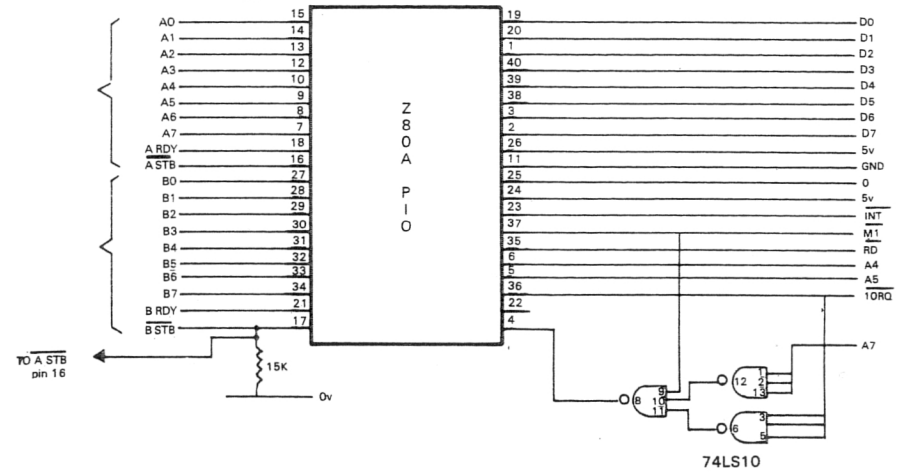 A0 15
A1 14
A2 13
A3 12
A4 10
A5 9
A6 8
A7 7
A RDY 18
A STB 16
B0 27
B1 28
B2 29
B3 30
B4 31
B5 32
B6 33
B7 34
B RDY 21
B STB 17
TO A STB
pin 16
15K
0v
Z80A PIO
19 D0
20 D1
1 D2
40 D3
39 D4
38 D5
3 D6
2 D7
26 5v
11 GND
25 0
24 5v
23 INT
37 M1
35 RD
6 A4
5 A5
36 10RQ
22
4
A7
8 9 10 11
12 1 2 13
6 3 5
74LS10